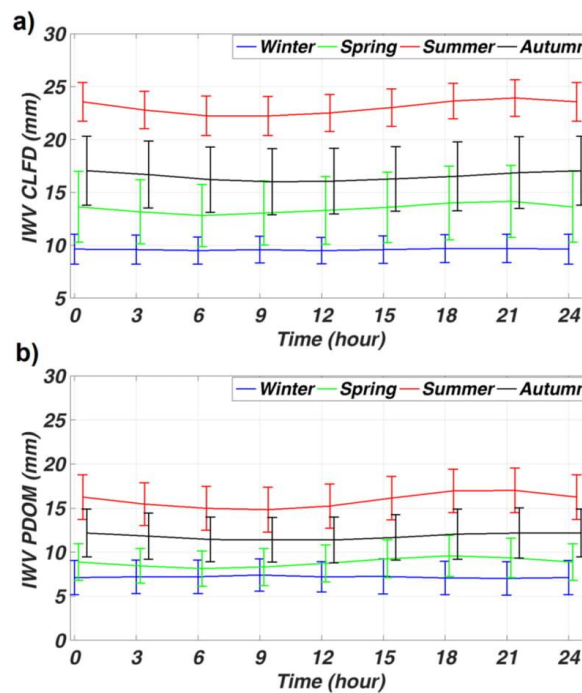 a)
30
Winter Spring Summer Autumn
25
20
15
10
5
IWV CLFD (mm)
0 3 6 9 12 15 18 21 24
Time (hour)
b)
30
Winter Spring Summer Autumn
25
20
15
10
5
0
IWV PDOM (mm)
0 3 6 9 12 15 18 21 24
Time (hour)